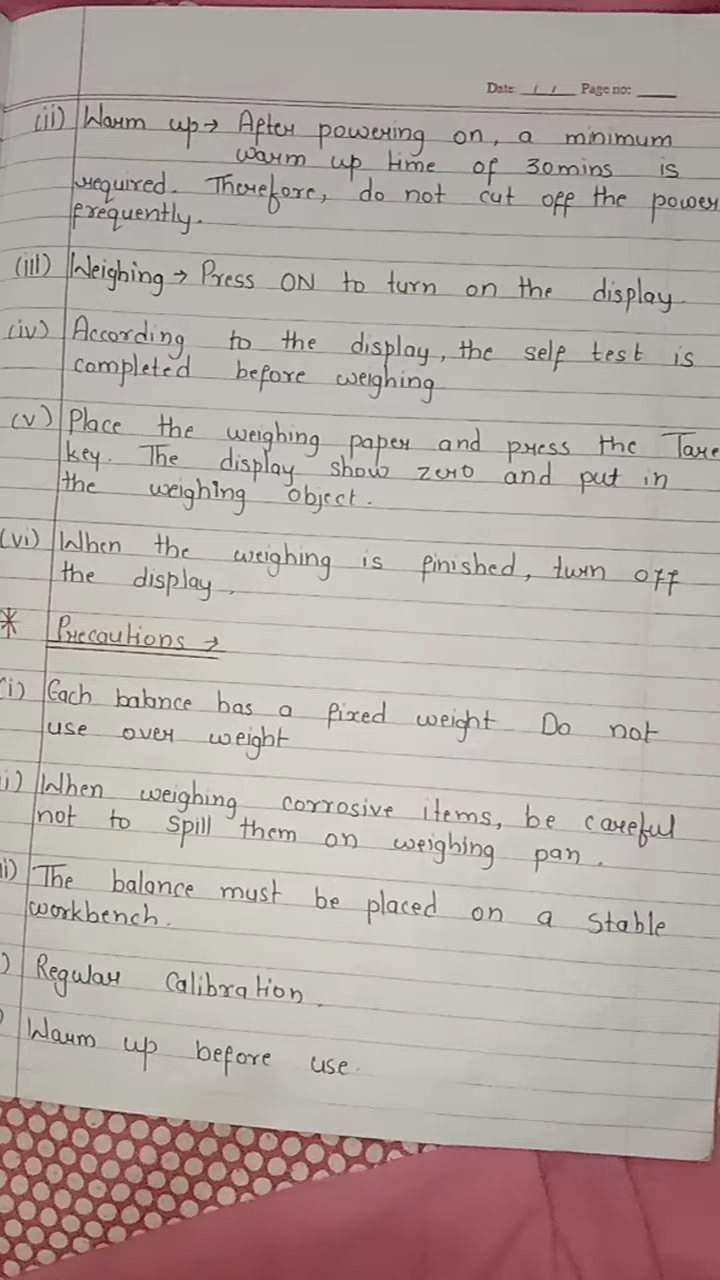 Date / / Page no:
(ii) Warm up → After powering on, a minimum
warm up time of 30mins is
required. Therefore, do not cut off the power
frequently.
(iii) Weighing → Press ON to turn on the display.
(iv) According to the display, the self test is
completed before weighing
(v) Place the weighing paper and press the Tare
key. The display show zero and put in
the weighing object.
(vi) When the weighing is finished, turn off
the display.
* Precautions →
(i) Each balance has a fixed weight Do not
use over weight
i) When weighing corrosive items, be careful
not to spill them on weighing pan.
ii) The balance must be placed on a stable
workbench.
) Regular Calibration.
) Warm up before use.